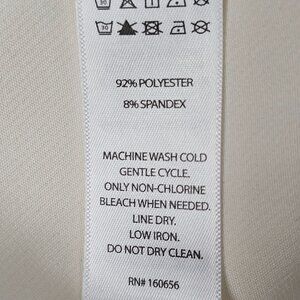 30
92% POLYESTER
8% SPANDEX
MACHINE WASH COLD
GENTLE CYCLE.
ONLY NON-CHLORINE
BLEACH WHEN NEEDED.
LINE DRY.
LOW IRON.
DO NOT DRY CLEAN.
RN# 160656